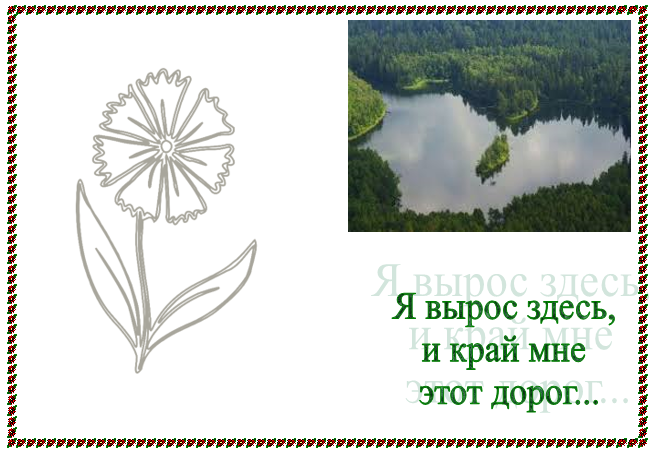 Я вырос здесь,
и край мне
этот дорог...